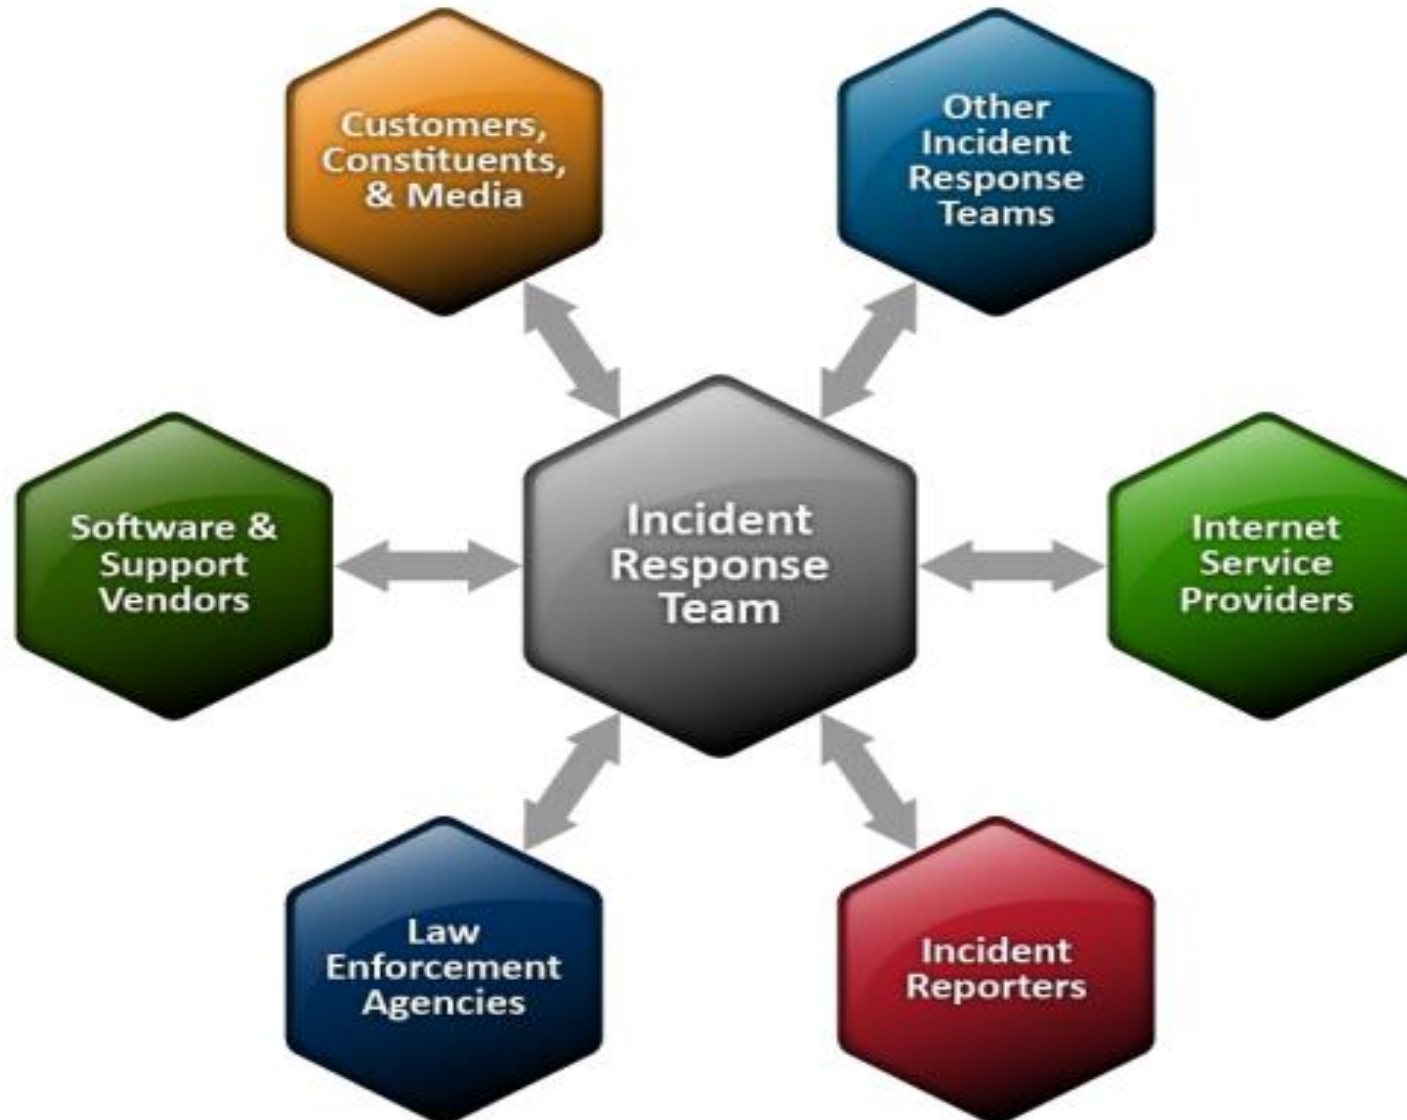 Customers,
Constituents,
& Media
Other
Incident
Response
Teams
Software &
Support
Vendors
Incident
Response
Team
Internet
Service
Providers
Law
Enforcement
Agencies
Incident
Reporters